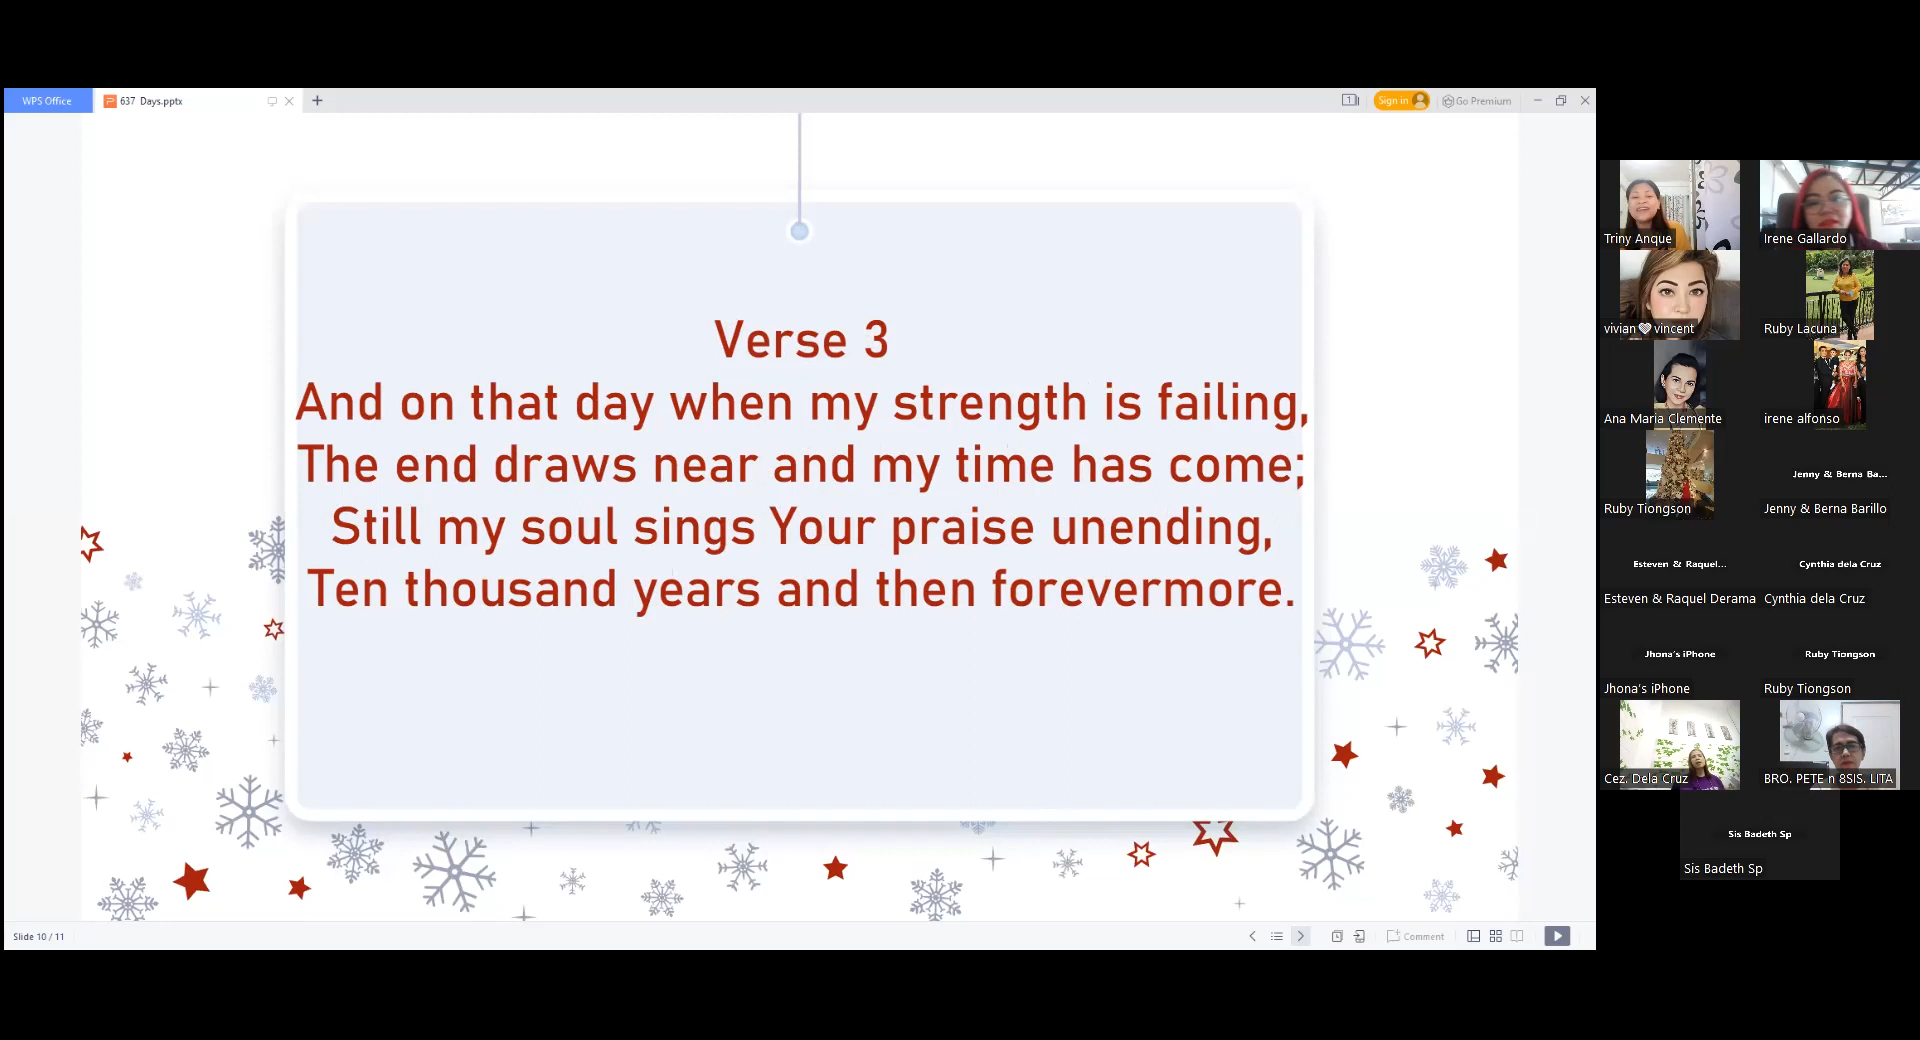 WPS Office
637 Days.pptx
1
Sign in
Go Premium
Verse 3
And on that day when my strength is failing,
The end draws near and my time has come;
Still my soul sings Your praise unending,
Ten thousand years and then forevermore.
Slide 10 / 11
Comment
Triny Anque
Irene Gallardo
vivian🤍vincent
Ruby Lacuna
Ana Maria Clemente
irene alfonso
Ruby Tiongson
Jenny & Berna Ba...
Jenny & Berna Barillo
Esteven & Raquel...
Esteven & Raquel Derama
Cynthia dela Cruz
Cynthia dela Cruz
Jhona's iPhone
Jhona's iPhone
Ruby Tiongson
Ruby Tiongson
Cez. Dela Cruz
BRO. PETE n 8SIS. LITA
Sis Badeth Sp
Sis Badeth Sp